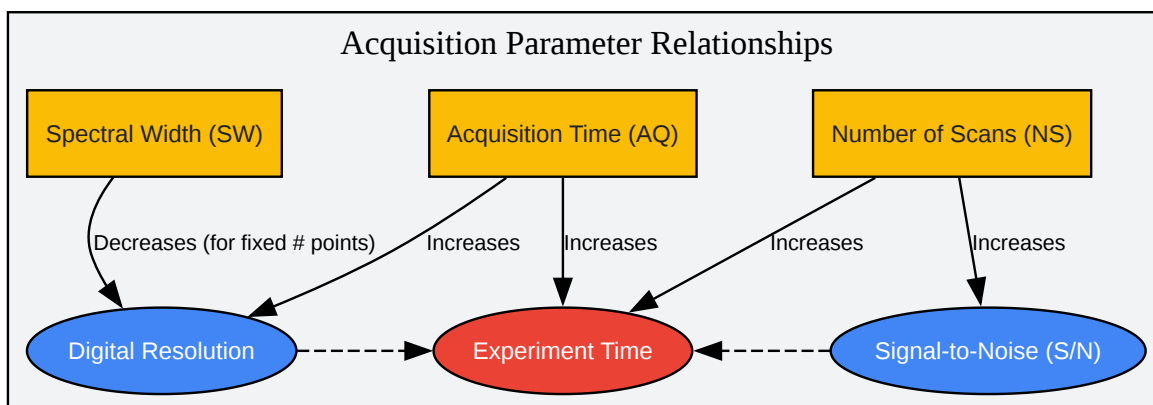 Acquisition Parameter Relationships
Spectral Width (SW)
Acquisition Time (AQ)
Number of Scans (NS)
Decreases (for fixed # points)
Increases
Increases
Increases
Increases
Digital Resolution
Experiment Time
Signal-to-Noise (S/N)